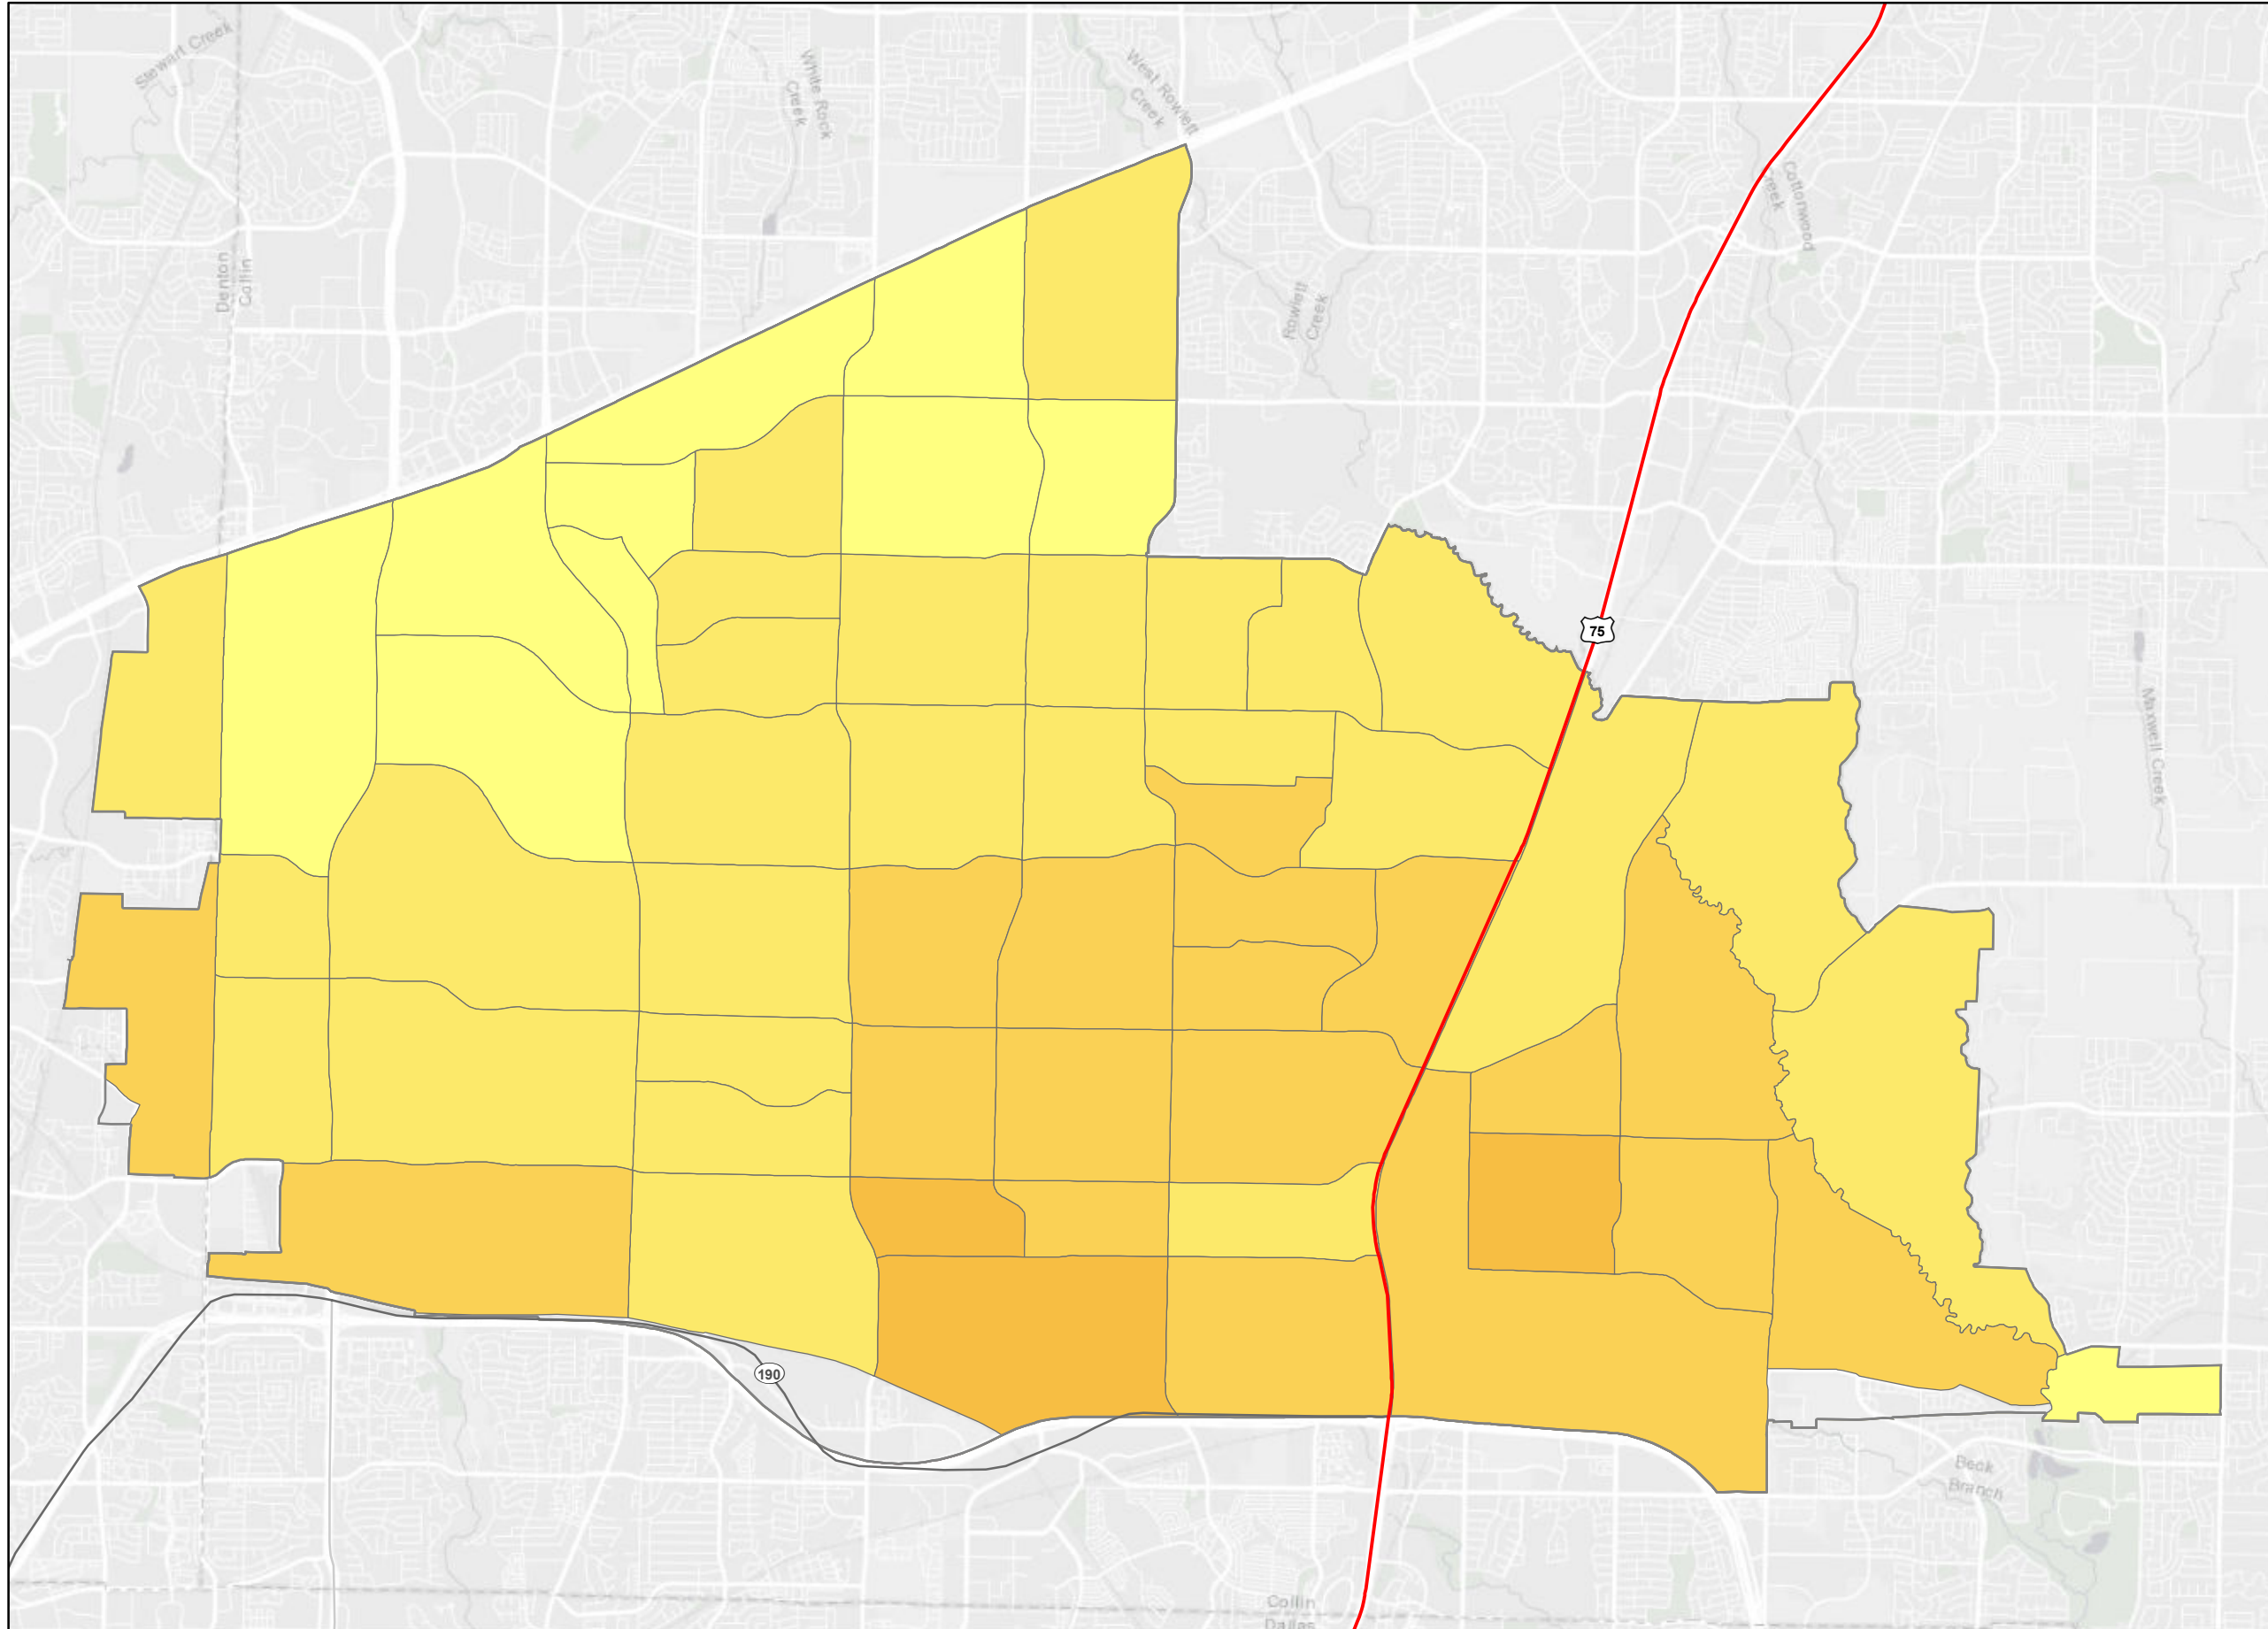 Stewart Creek
White Rock
Creek
West Rowlett
Creek
Cottonwood
Creek
Denton
Collin
Rowlett
Creek
75
Maxwell Creek
190
Beck
Branch
Collin
Dallas